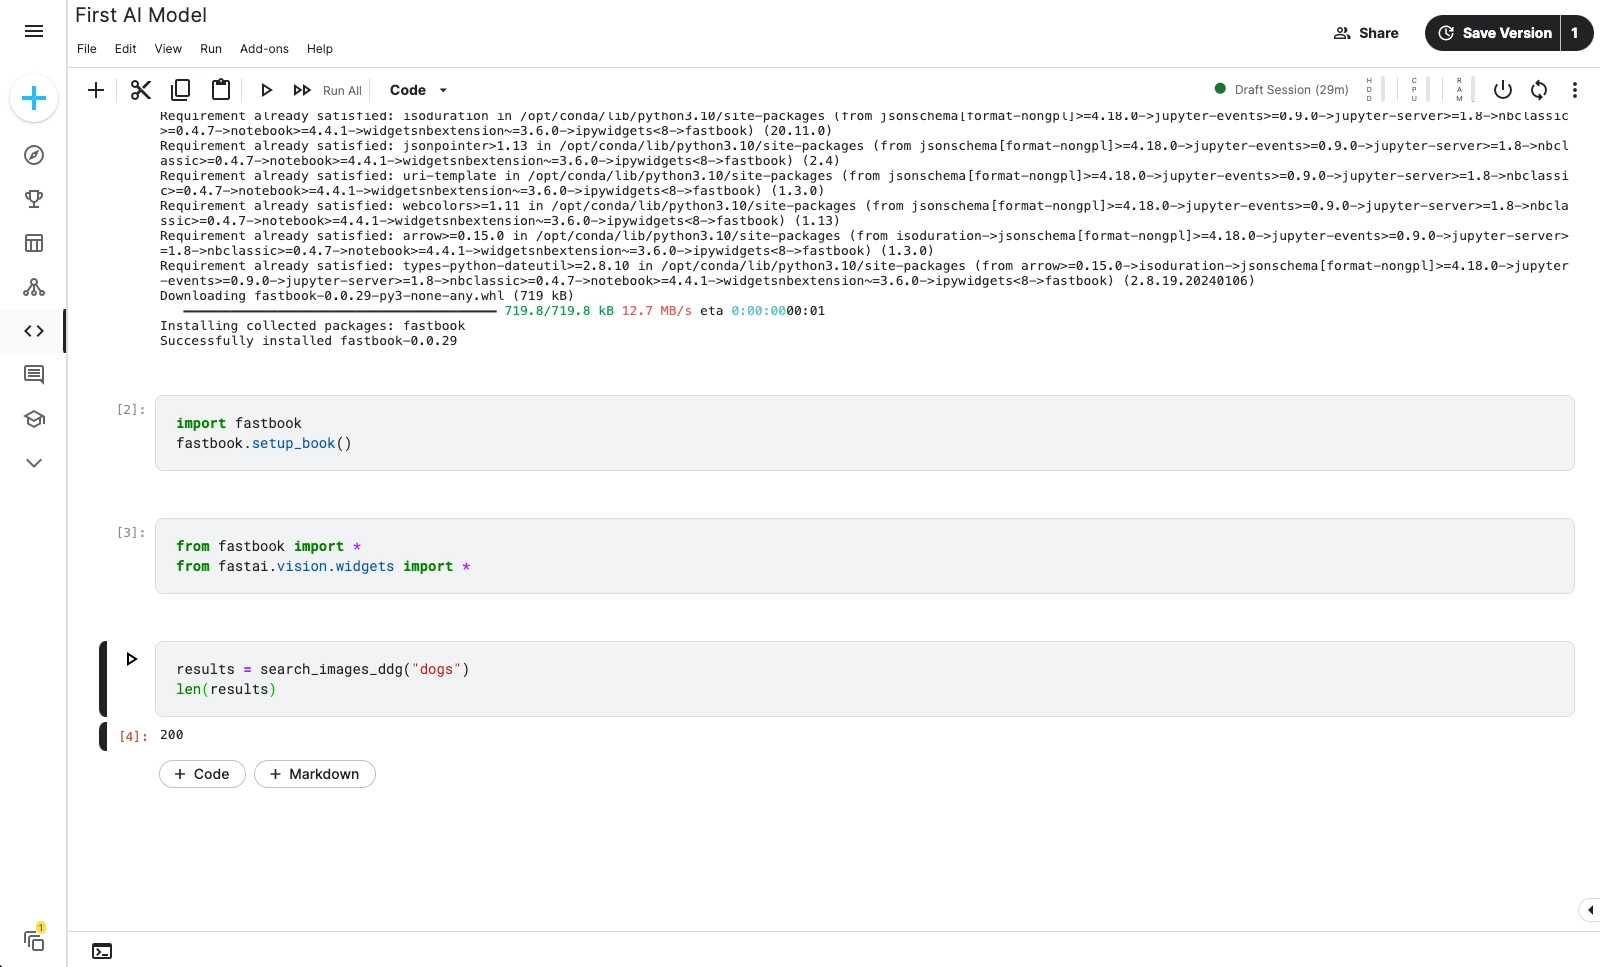 First AI Model
File Edit View Run Add-ons Help
Share
Save Version 1
Run All
Code
Draft Session (29m)
HDD
CPU
RAM
Requirement already satisfied: isoduration in /opt/conda/lib/python3.10/site-packages (from jsonschema[format-nongpl]>=4.18.0->jupyter-events>=0.9.0->jupyter-server>=1.8->nbclassic
>=0.4.7->notebook>=4.4.1->widgetsnbextension~=3.6.0->ipywidgets<8->fastbook) (20.11.0)
Requirement already satisfied: jsonpointer>1.13 in /opt/conda/lib/python3.10/site-packages (from jsonschema[format-nongpl]>=4.18.0->jupyter-events>=0.9.0->jupyter-server>=1.8->nbcl
assic>=0.4.7->notebook>=4.4.1->widgetsnbextension~=3.6.0->ipywidgets<8->fastbook) (2.4)
Requirement already satisfied: uri-template in /opt/conda/lib/python3.10/site-packages (from jsonschema[format-nongpl]>=4.18.0->jupyter-events>=0.9.0->jupyter-server>=1.8->nbclassi
c>=0.4.7->notebook>=4.4.1->widgetsnbextension~=3.6.0->ipywidgets<8->fastbook) (1.3.0)
Requirement already satisfied: webcolors>=1.11 in /opt/conda/lib/python3.10/site-packages (from jsonschema[format-nongpl]>=4.18.0->jupyter-events>=0.9.0->jupyter-server>=1.8->nbcla
ssic>=0.4.7->notebook>=4.4.1->widgetsnbextension~=3.6.0->ipywidgets<8->fastbook) (1.13)
Requirement already satisfied: arrow>=0.15.0 in /opt/conda/lib/python3.10/site-packages (from isoduration->jsonschema[format-nongpl]>=4.18.0->jupyter-events>=0.9.0->jupyter-server>
=1.8->nbclassic>=0.4.7->notebook>=4.4.1->widgetsnbextension~=3.6.0->ipywidgets<8->fastbook) (1.3.0)
Requirement already satisfied: types-python-dateutil>=2.8.10 in /opt/conda/lib/python3.10/site-packages (from arrow>=0.15.0->isoduration->jsonschema[format-nongpl]>=4.18.0->jupyter
-events>=0.9.0->jupyter-server>=1.8->nbclassic>=0.4.7->notebook>=4.4.1->widgetsnbextension~=3.6.0->ipywidgets<8->fastbook) (2.8.19.20240106)
Downloading fastbook-0.0.29-py3-none-any.whl (719 kB)
719.8/719.8 kB 12.7 MB/s eta 0:00:0000:01
Installing collected packages: fastbook
Successfully installed fastbook-0.0.29
[2]:
import fastbook
fastbook.setup_book()
[3]:
from fastbook import *
from fastai.vision.widgets import *
results = search_images_ddg("dogs")
len(results)
[4]: 200
+ Code + Markdown
1